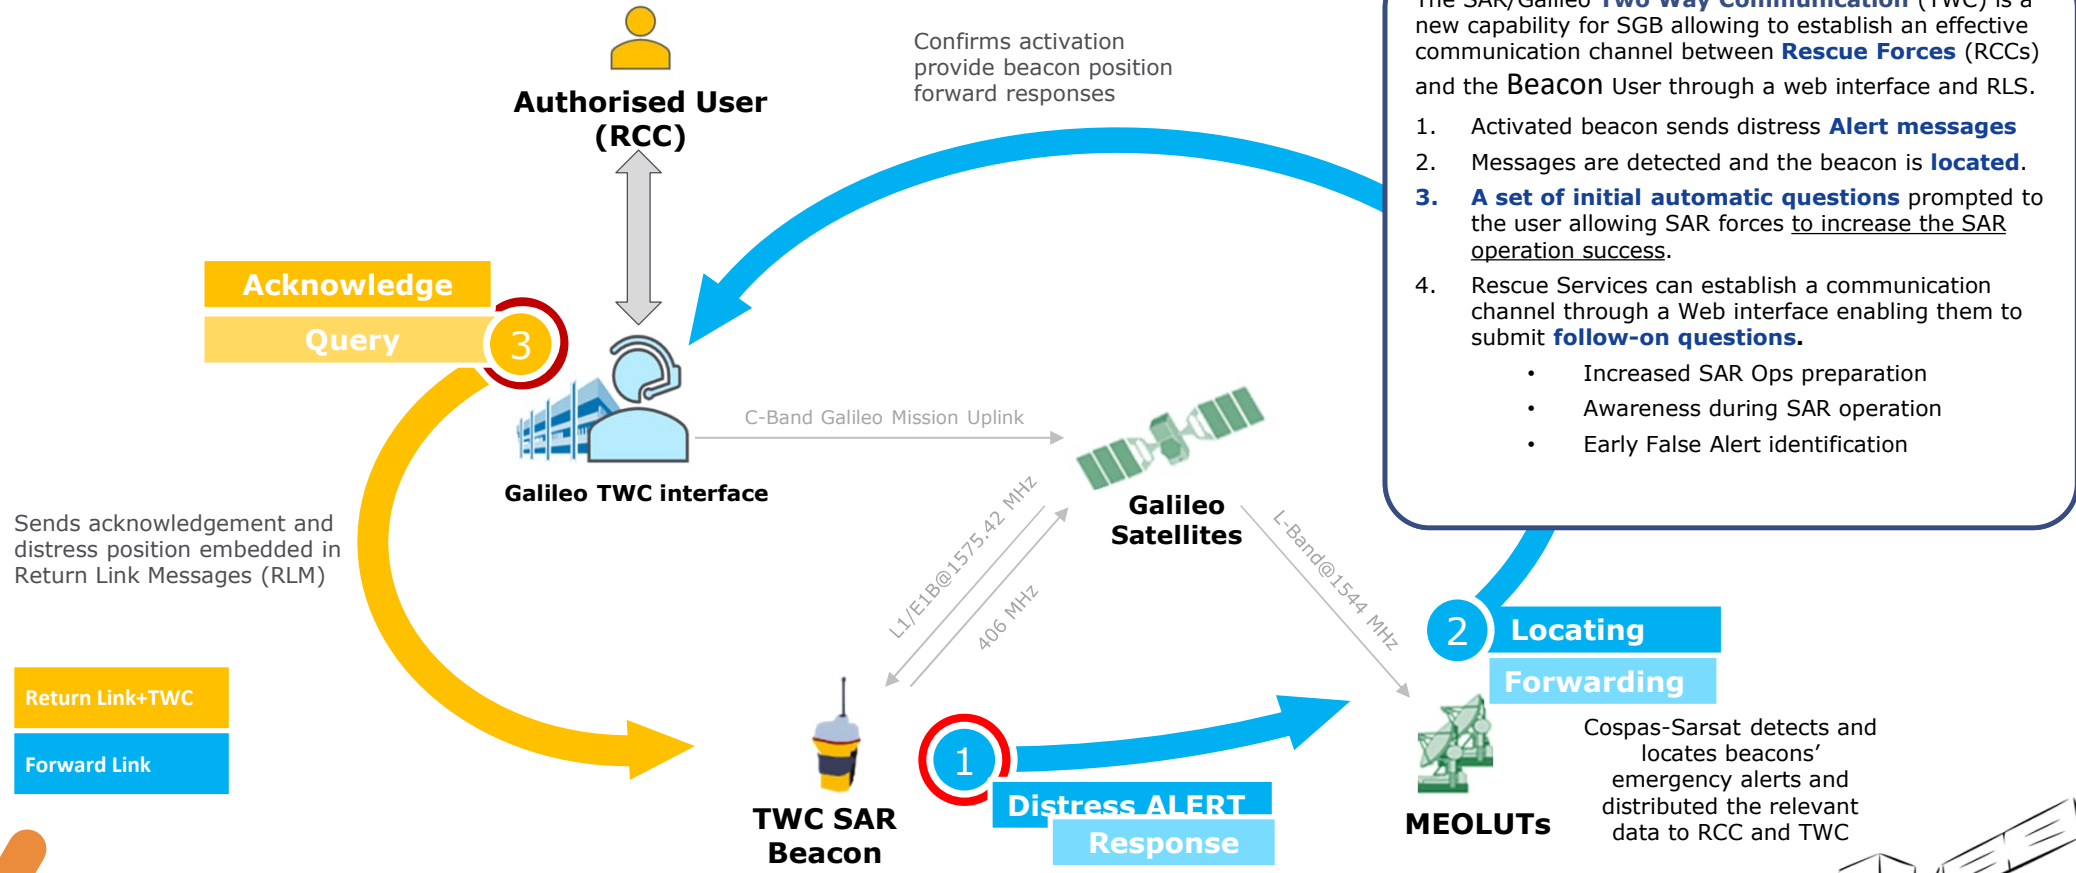 Authorised User
(RCC)
Confirms activation
provide beacon position
forward responses
The SAR/Galileo Two Way Communication (TWC) is a
new capability for SGB allowing to establish an effective
communication channel between Rescue Forces (RCCs)
and the Beacon User through a web interface and RLS.
1. Activated beacon sends distress Alert messages
2. Messages are detected and the beacon is located.
3. A set of initial automatic questions prompted to
the user allowing SAR forces to increase the SAR
operation success.
4. Rescue Services can establish a communication
channel through a Web interface enabling them to
submit follow-on questions.
• Increased SAR Ops preparation
• Awareness during SAR operation
• Early False Alert identification
Acknowledge
Query
3
C-Band Galileo Mission Uplink
Galileo TWC interface
Galileo
Satellites
Sends acknowledgement and
distress position embedded in
Return Link Messages (RLM)
L1/E1B@1575.42 MHz
406 MHz
L-Band@1544 MHz
2
Locating
Forwarding
Return Link+TWC
Forward Link
Cospas-Sarsat detects and
locates beacons’
emergency alerts and
distributed the relevant
data to RCC and TWC
1
Distress ALERT
Response
TWC SAR
Beacon
MEOLUTs